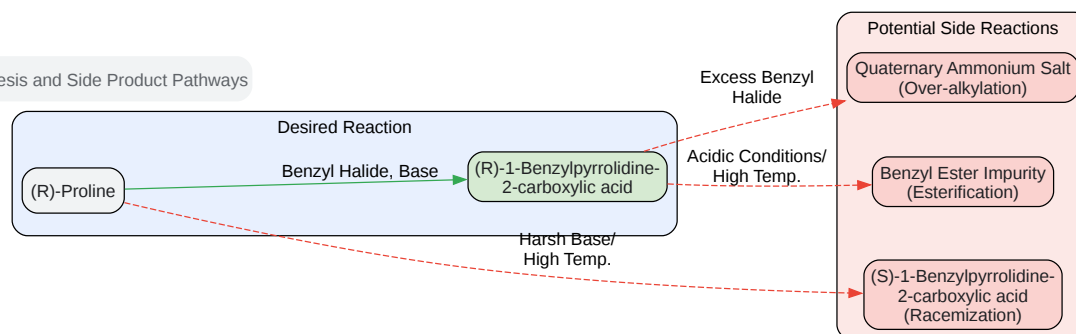 Pathways
Potential Side Reactions
Quaternary Ammonium Salt
(Over-alkylation)
Excess Benzyl
Halide
and Side Product Pathways
Desired Reaction
Benzyl Halide, Base
(R)-Proline
(R)-1-Benzylpyrrolidine-
2-carboxylic acid
Acidic Conditions/
High Temp.
Benzyl Ester Impurity
(Esterification)
Harsh Base/
High Temp.
(S)-1-Benzylpyrrolidine-
2-carboxylic acid
(Racemization)